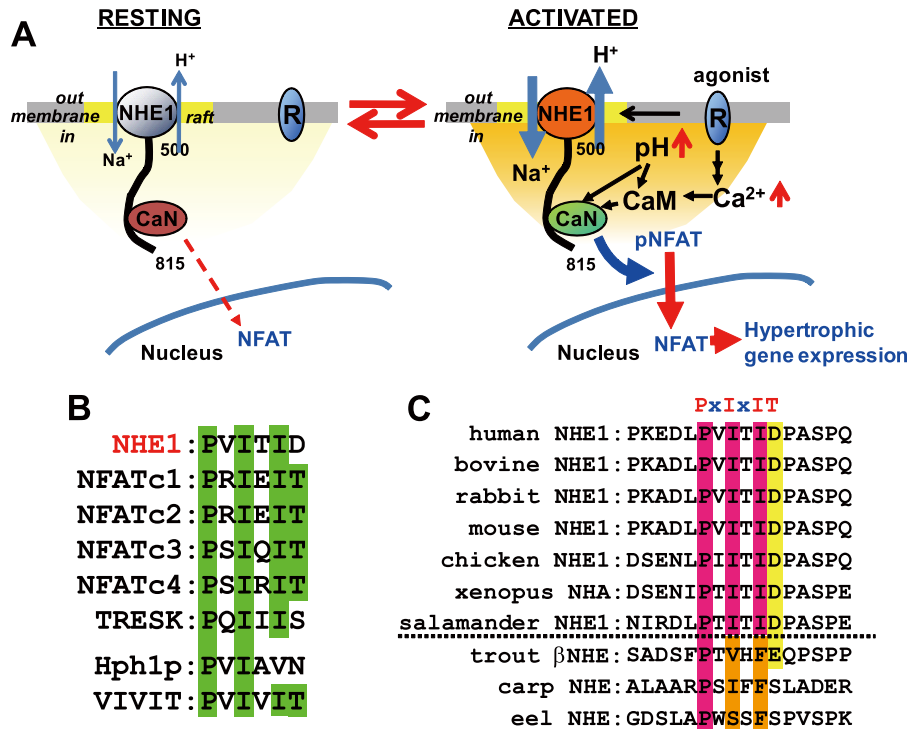 A
RESTING
H⁺
out
membrane
in
NHE1
raft
R
Na⁺
500
CaN
815
NFAT
Nucleus
ACTIVATED
H⁺
agonist
out
membrane
in
NHE1
R
500
pH
Na⁺
CaM
Ca²⁺
CaN
pNFAT
815
Nucleus
NFAT
Hypertrophic
gene expression
B
NHE1:PVITID
NFATc1:PRIEIT
NFATc2:PRIEIT
NFATc3:PSIQIT
NFATc4:PSIRIT
TRESK:PQIIIS
Hph1p:PVIAVN
VIVIT:PVIVIT
C
PxIxIT
human NHE1:PKEDLPVITIDPASPQ
bovine NHE1:PKADLPVITIDPASPQ
rabbit NHE1:PKADLPVITIDPASPQ
mouse NHE1:PKADLPVITIDPASPQ
chicken NHE1:DSENLPIITIDPASPQ
xenopus NHA:DSENIPTITIDPASPE
salamander NHE1:NIRDLPTITIDPASPE
trout βNHE:SADSFPTVHFEQPSPP
carp NHE:ALAARPSIFFSLADER
eel NHE:GDSLAPWSSFSPVSPK